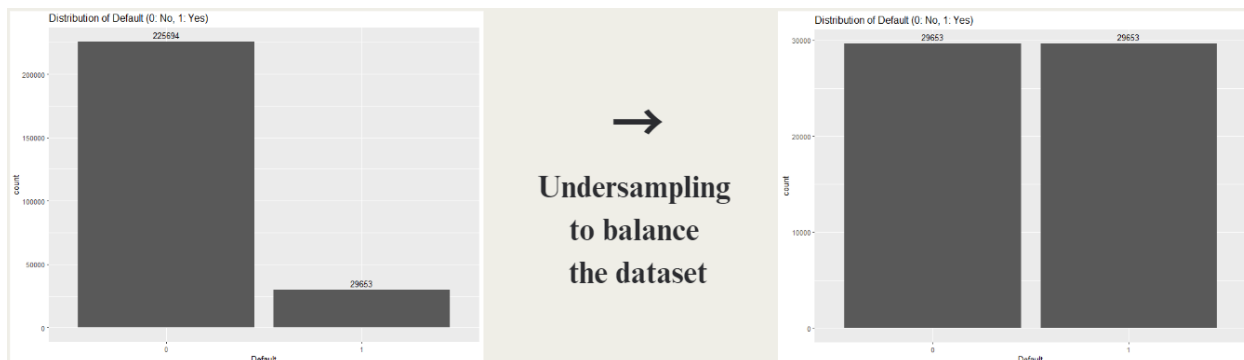 Distribution of Default (0: No, 1: Yes)
225694
200000
150000
count
100000
50000
29653
0
0 1
Default
→
Undersampling
to balance
the dataset
Distribution of Default (0: No, 1: Yes)
30000
29653 29653
20000
count
10000
0
0 1
Default